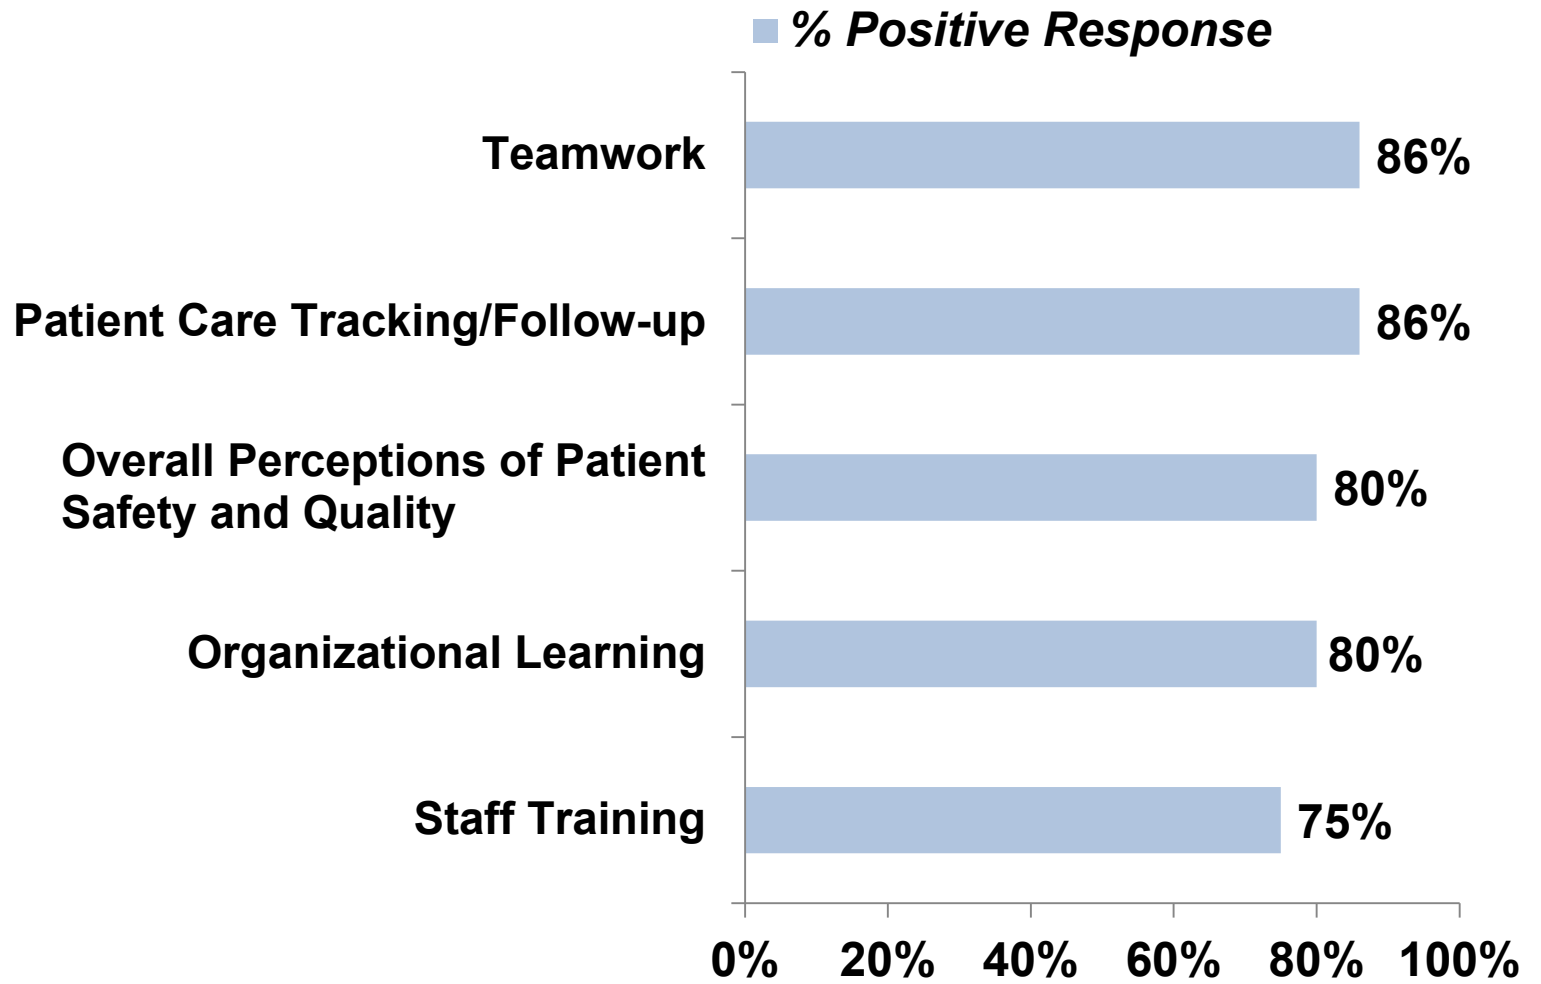 % Positive Response
Teamwork
86%
Patient Care Tracking/Follow-up
86%
Overall Perceptions of Patient
Safety and Quality
80%
Organizational Learning
80%
Staff Training
75%
0% 20% 40% 60% 80% 100%